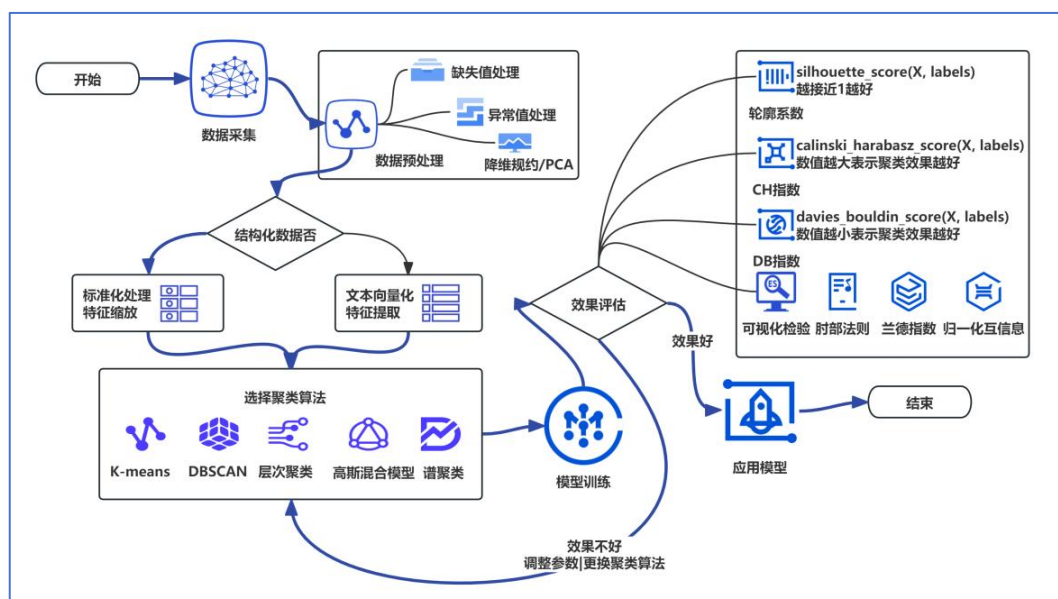 开始
数据采集
缺失值处理
异常值处理
降维规约/PCA
数据预处理
结构化数据否
标准化处理
特征缩放
文本向量化
特征提取
选择聚类算法
K-means
DBSCAN
层次聚类
高斯混合模型
谱聚类
模型训练
效果评估
silhouette_score(X, labels)
越接近1越好
轮廓系数
calinski_harabasz_score(X, labels)
数值越大表示聚类效果越好
CH指数
davies_bouldin_score(X, labels)
数值越小表示聚类效果越好
DB指数
ES
可视化检验
肘部法则
兰德指数
归一化互信息
效果好
应用模型
结束
效果不好
调整参数|更换聚类算法